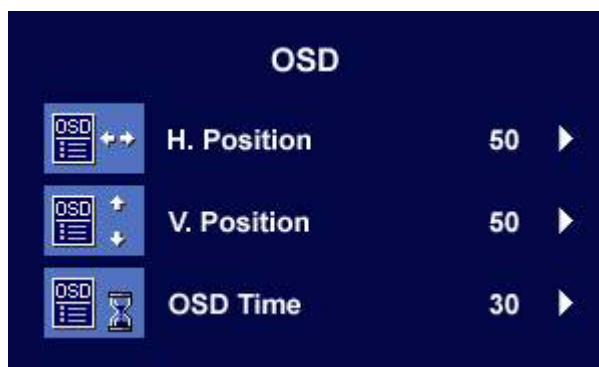 OSD
OSD H. Position 50
OSD V. Position 50
OSD OSD Time 30